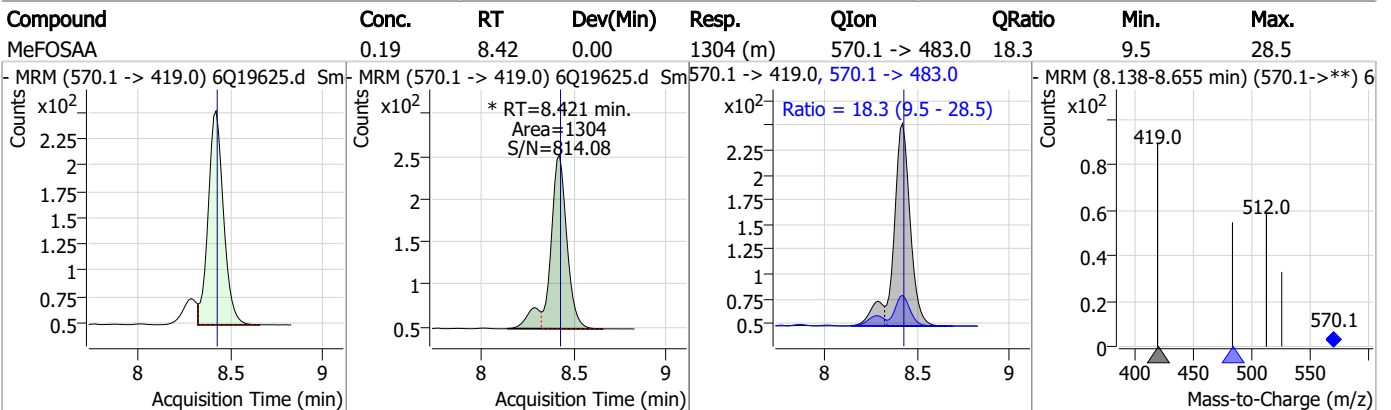 Compound Conc. RT Dev(Min) Resp. QIon QRatio Min. Max.
MeFOSAA 0.19 8.42 0.00 1304 (m) 570.1 -> 483.0 18.3 9.5 28.5
- MRM (570.1 -> 419.0) 6Q19625.d Sm
Counts
x10²
2.25
2
1.75
1.5
1.25
1
0.75
0.5
8 8.5 9
Acquisition Time (min)
- MRM (570.1 -> 419.0) 6Q19625.d Sm
Counts
x10²
* RT=8.421 min.
Area=1304
S/N=814.08
2.5
2
1.5
1
0.5
8 8.5 9
Acquisition Time (min)
570.1 -> 419.0, 570.1 -> 483.0
Counts
x10²
Ratio = 18.3 (9.5 - 28.5)
2.25
2
1.75
1.5
1.25
1
0.75
0.5
8 8.5 9
Acquisition Time (min)
- MRM (8.138-8.655 min) (570.1->**) 6
Counts
x10²
419.0
0.8
512.0
0.6
0.4
0.2
570.1
0
400 450 500 550
Mass-to-Charge (m/z)